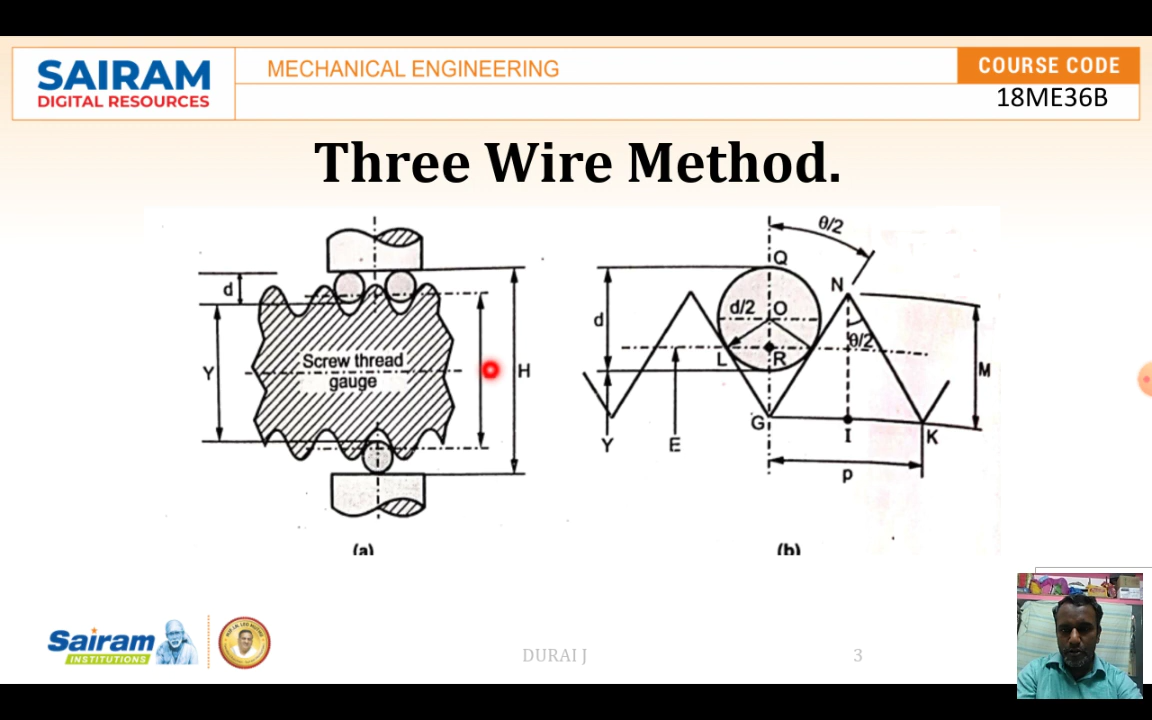 SAIRAM
DIGITAL RESOURCES
MECHANICAL ENGINEERING
COURSE CODE
18ME36B
Three Wire Method.
d
Y
Screw thread
gauge
H
(a)
θ/2
Q
N
d/2
O
d
θ/2
L
R
M
G
I
K
Y
E
p
(b)
Sairam
INSTITUTIONS
DURAI J
3